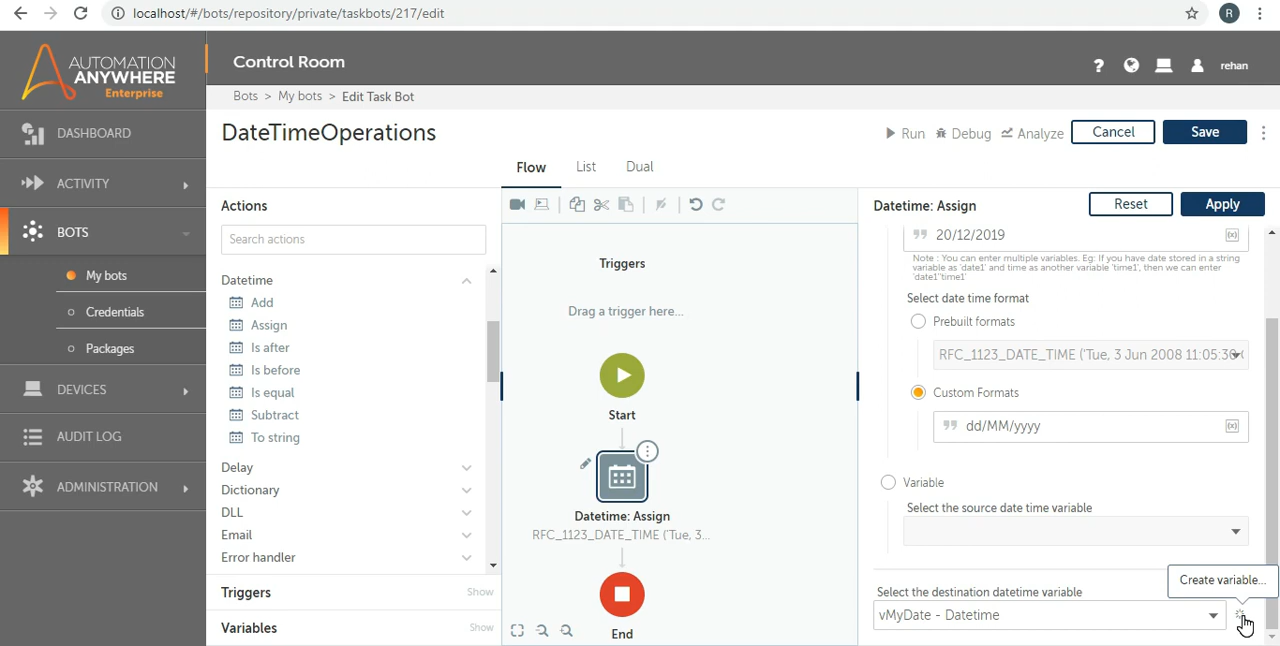 localhost/#/bots/repository/private/taskbots/217/edit
R
AUTOMATION
ANYWHERE
Enterprise
Control Room
rehan
Bots > My bots > Edit Task Bot
DateTimeOperations
Run
Debug
Analyze
Cancel
Save
DASHBOARD
ACTIVITY
BOTS
My bots
Credentials
Packages
DEVICES
AUDIT LOG
ADMINISTRATION
Flow
List
Dual
Actions
Search actions
Datetime
Add
Assign
Is after
Is before
Is equal
Subtract
To string
Delay
Dictionary
DLL
Email
Error handler
Triggers
Show
Variables
Show
Triggers
Drag a trigger here...
Start
Datetime: Assign
RFC_1123_DATE_TIME ('Tue, 3...
End
Datetime: Assign
Reset
Apply
20/12/2019
Note : You can enter multiple variables. Eg: If you have date stored in a string
variable as 'date1' and time as another variable 'time1', then we can enter
'date1''time1'
Select date time format
Prebuilt formats
RFC_1123_DATE_TIME ('Tue, 3 Jun 2008 11:05:30
Custom Formats
dd/MM/yyyy
Variable
Select the source date time variable
Create variable...
Select the destination datetime variable
vMyDate - Datetime